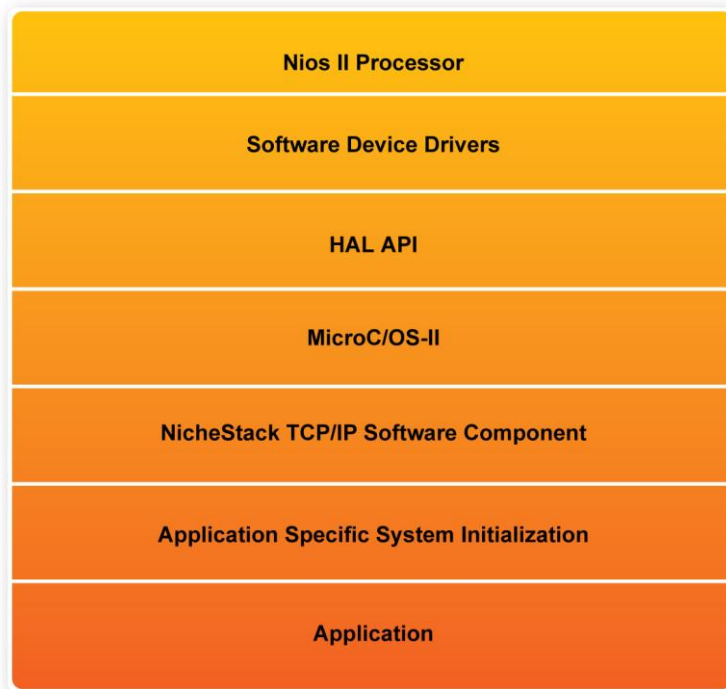 Nios II Processor
Software Device Drivers
HAL API
MicroC/OS-II
NicheStack TCP/IP Software Component
Application Specific System Initialization
Application